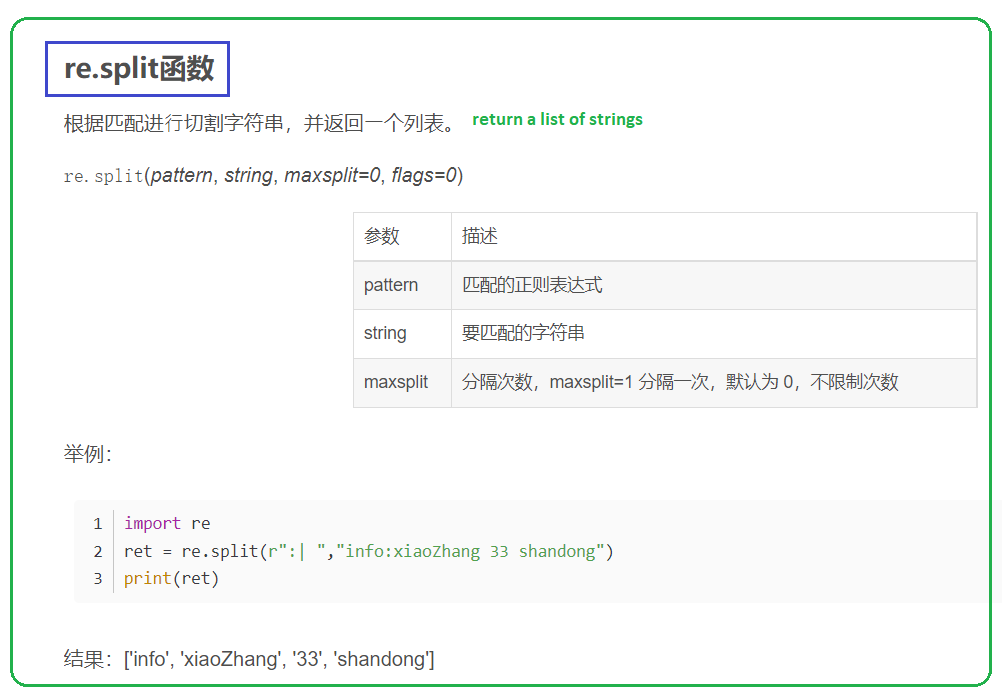 re.split函数
根据匹配进行切割字符串，并返回一个列表。 return a list of strings
re.split(pattern, string, maxsplit=0, flags=0)
参数 描述
pattern 匹配的正则表达式
string 要匹配的字符串
maxsplit 分隔次数，maxsplit=1 分隔一次，默认为 0，不限制次数
举例：
1 import re
2 ret = re.split(r":| ","info:xiaoZhang 33 shandong")
3 print(ret)
结果：['info', 'xiaoZhang', '33', 'shandong']